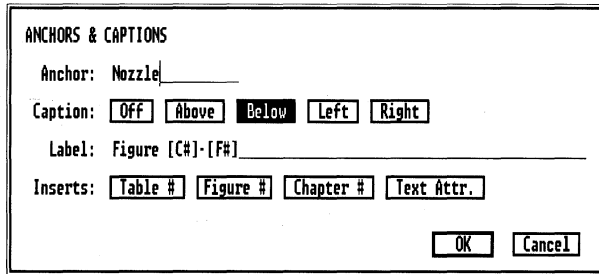 ANCHORS & CAPTIONS
Anchor: Nozzle
Caption: Off Above Below Left Right
Label: Figure [C#]-[F#]
Inserts: Table # Figure # Chapter # Text Attr.
OK Cancel